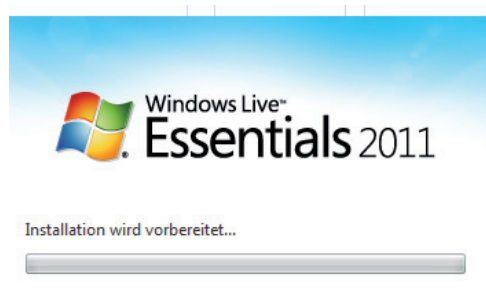 Windows Live™
Essentials 2011
Installation wird vorbereitet...